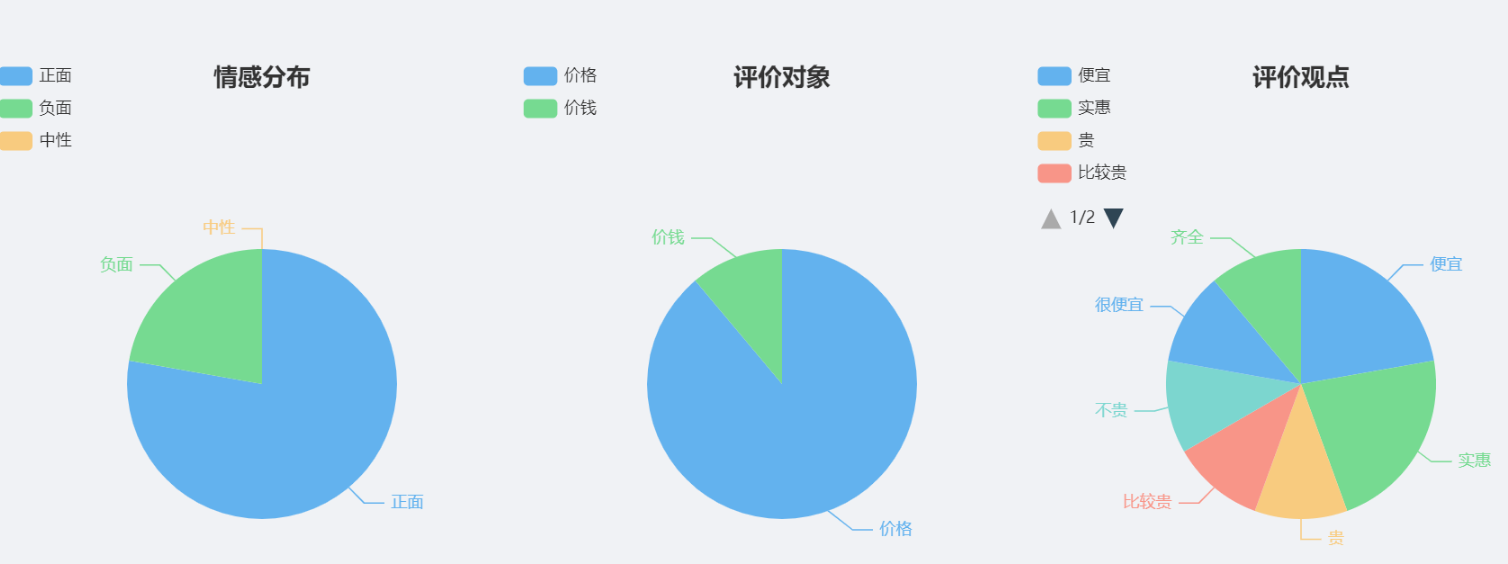 情感分布
正面
负面
中性
中性
负面
正面
评价对象
价格
价钱
价钱
价格
评价观点
便宜
实惠
贵
比较贵
1/2
齐全
便宜
很便宜
不贵
实惠
比较贵
贵